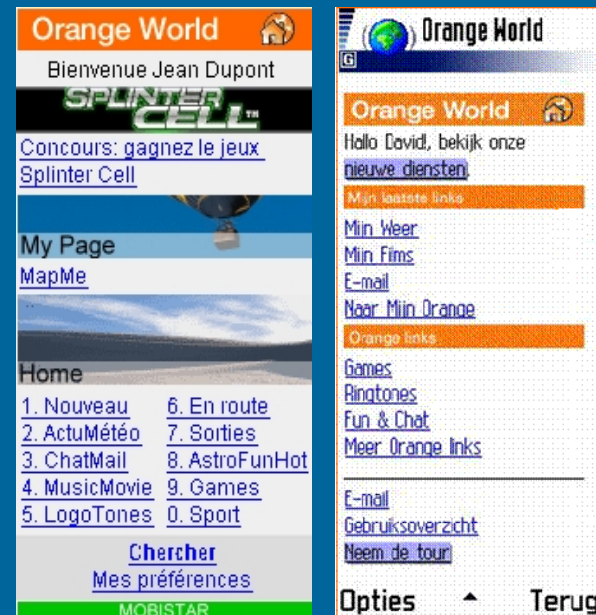 Orange World
Bienvenue Jean Dupont
SPLINTER
CELL™
Concours: gagnez le jeux
Splinter Cell
My Page
MapMe
Home
1. Nouveau
2. ActuMétéo
3. ChatMail
4. MusicMovie
5. LogoTones
6. En route
7. Sorties
8. AstroFunHot
9. Games
0. Sport
Chercher
Mes préférences
MOBISTAR
Orange World
G
Orange World
Hallo David, bekijk onze
nieuwe diensten.
Mijn laatste links
Mijn Weer
Mijn Films
E-mail
Naar Mijn Orange
Orange links
Games
Ringtones
Fun & Chat
Meer Orange links
E-mail
Gebruiksoverzicht
Neem de tour
Opties
Terug